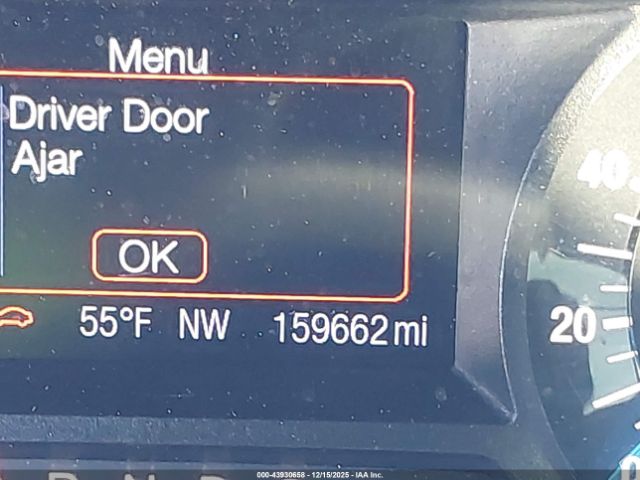 Menu
Driver Door
Ajar
OK
55°F NW 159662 mi
40
20
000-43930658 - 12/15/2025 - IAA Inc.